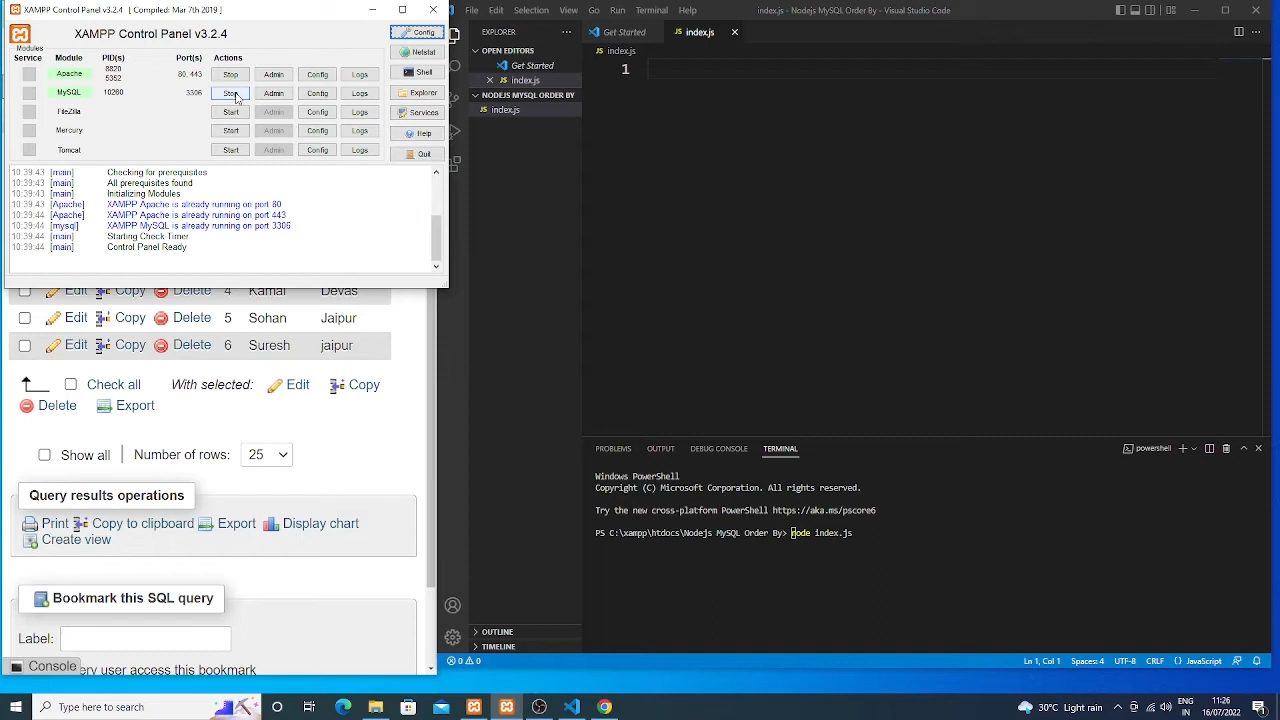 XAMPP Control Panel v3.2.4 [ Compiled: Mar 7th 2019 ]
XAMPP Control Panel v3.2.4
Config
Modules
Service Module PID(s) Port(s) Actions
Apache 8820 5352 80, 443 Stop Admin Config Logs
MySQL 10260 3306 Stop Admin Config Logs
FileZilla Start Admin Config Logs
Mercury Start Admin Config Logs
Tomcat Start Admin Config Logs
Netstat
Shell
Explorer
Services
Help
Quit
10:39:43 [main] Checking for prerequisites
10:39:43 [main] All prerequisites found
10:39:43 [main] Initializing Modules
10:39:43 [Apache] XAMPP Apache is already running on port 80
10:39:44 [Apache] XAMPP Apache is already running on port 443
10:39:44 [mysql] XAMPP MySQL is already running on port 3306
10:39:44 [main] Starting Check-Timer
10:39:44 [main] Control Panel Ready
Edit Copy Delete 4 Kamal Devas
Edit Copy Delete 5 Sohan Jaipur
Edit Copy Delete 6 Suresh jaipur
Check all With selected: Edit Copy
Delete Export
Show all Number of rows: 25
Query results operations
Print Copy to clipboard Export Display chart
Create view
Bookmark this SQL query
Label:
Console
ery user access this bookmark
File Edit Selection View Go Run Terminal Help index.js - Nodejs MySQL Order By - Visual Studio Code
EXPLORER
Get Started JS index.js
OPEN EDITORS
Get Started
JS index.js
NODEJS MYSQL ORDER BY
JS index.js
OUTLINE
TIMELINE
JS index.js
1
PROBLEMS OUTPUT DEBUG CONSOLE TERMINAL powershell
Windows PowerShell
Copyright (C) Microsoft Corporation. All rights reserved.
Try the new cross-platform PowerShell https://aka.ms/pscore6
PS C:\xampp\htdocs\Nodejs MySQL Order By> node index.js
0 0 Ln 1, Col 1 Spaces: 4 UTF-8 CRLF JavaScript
Type here to search
30°C Light rain
ENG
IN
11:26
16/07/2022